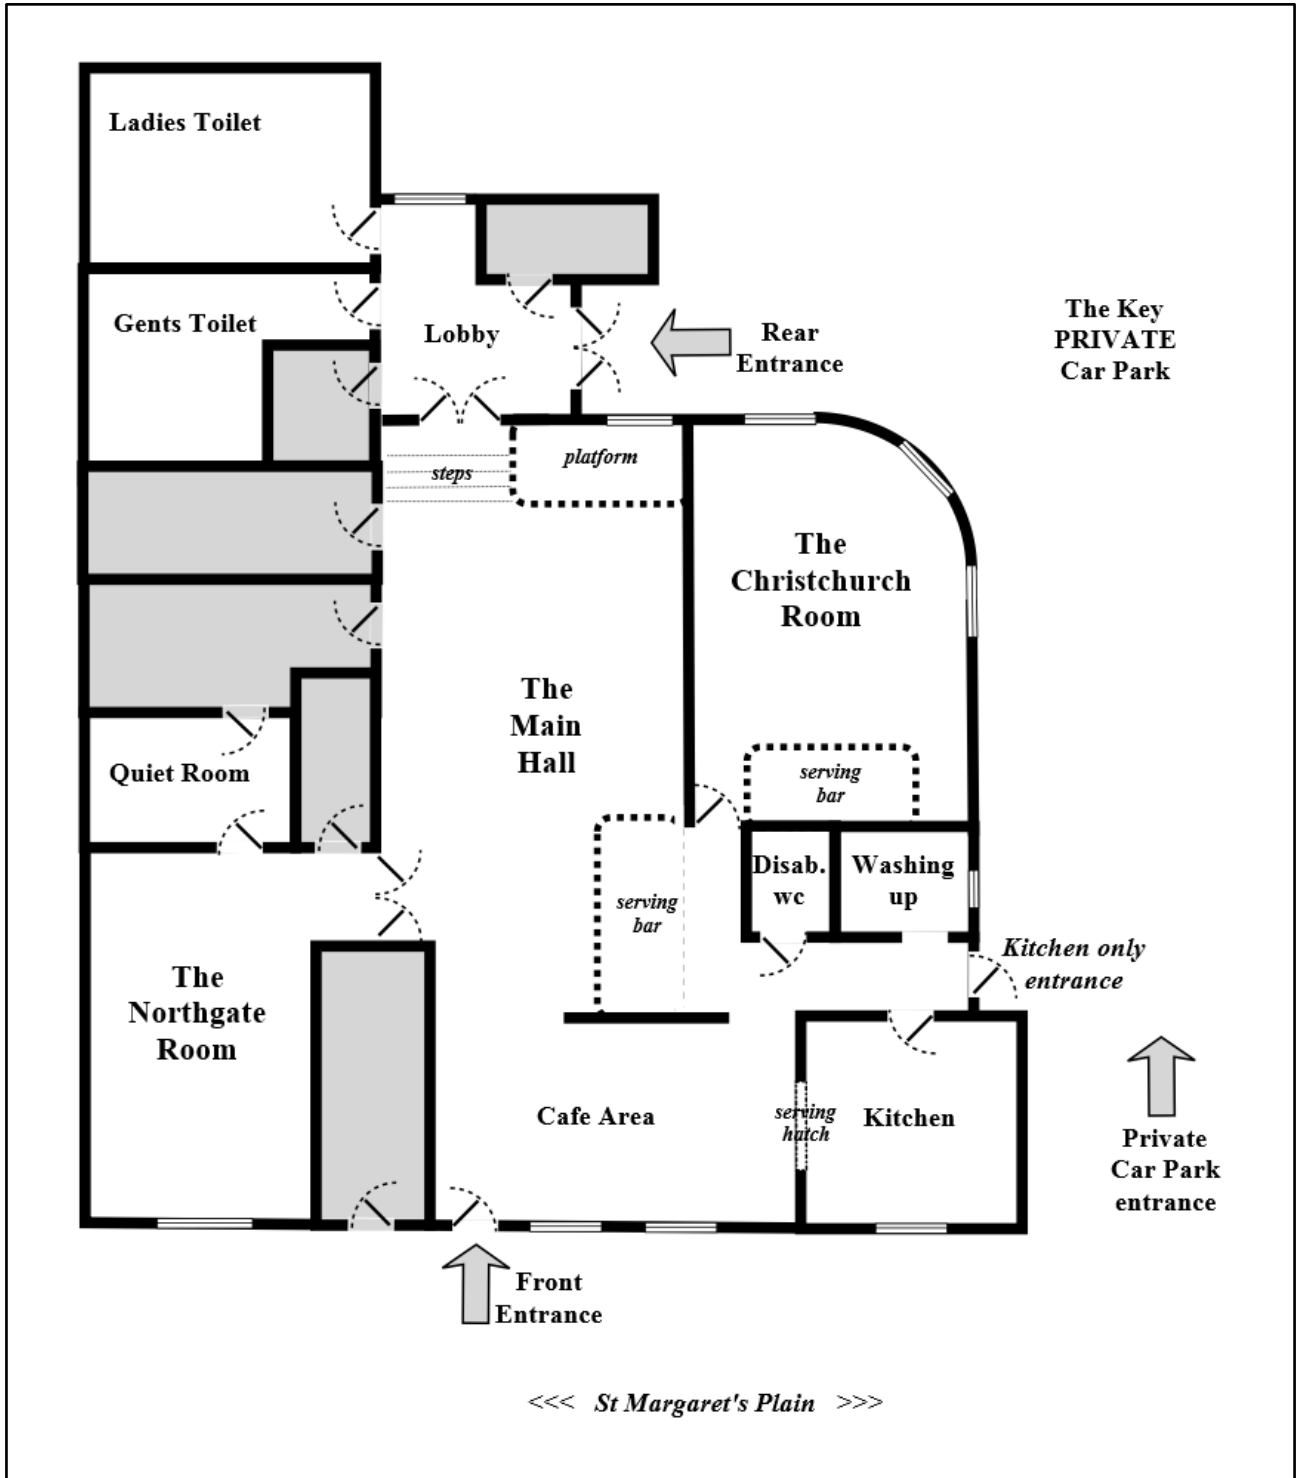 Ladies Toilet
Gents Toilet
Lobby
Rear
Entrance
The Key
PRIVATE
Car Park
steps
platform
The
Christchurch
Room
The
Main
Hall
Quiet Room
serving
bar
serving
bar
Disab.
wc
Washing
up
Kitchen only
entrance
The
Northgate
Room
Cafe Area
serving
hatch
Kitchen
Private
Car Park
entrance
Front
Entrance
<<< St Margaret's Plain >>>